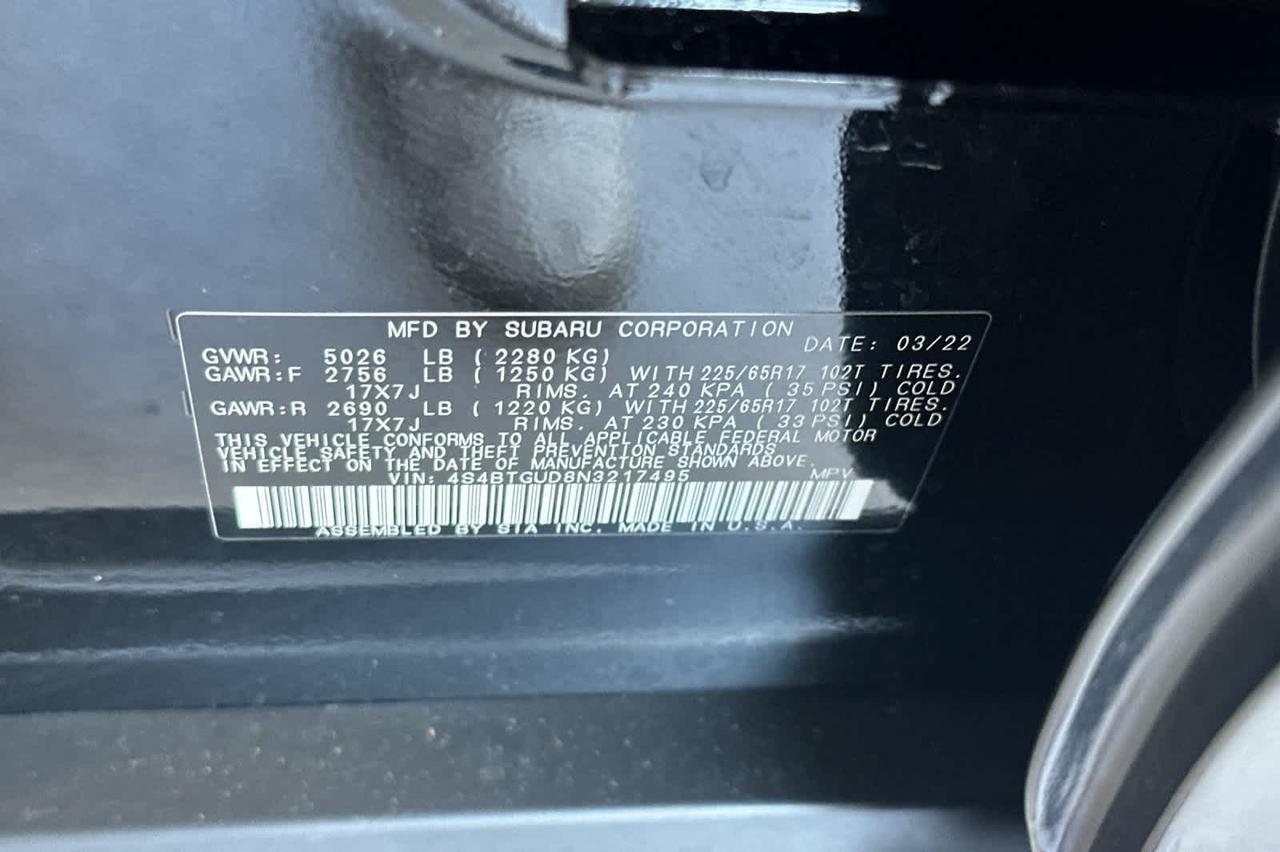 MFD BY SUBARU CORPORATION
DATE: 03/22
GVWR: 5026 LB ( 2280 KG)
GAWR:F 2756 LB ( 1250 KG) WITH 225/65R17 102T TIRES.
17X7J RIMS. AT 240 KPA ( 35 PSI) COLD
GAWR:R 2690 LB ( 1220 KG) WITH 225/65R17 102T TIRES.
17X7J RIMS. AT 230 KPA ( 33 PSI) COLD
THIS VEHICLE CONFORMS TO ALL APPLICABLE FEDERAL MOTOR
VEHICLE SAFETY AND THEFT PREVENTION STANDARDS
IN EFFECT ON THE DATE OF MANUFACTURE SHOWN ABOVE.
VIN: 4S4BTGUD8N3217495 MPV
ASSEMBLED BY SIA INC. MADE IN U.S.A.